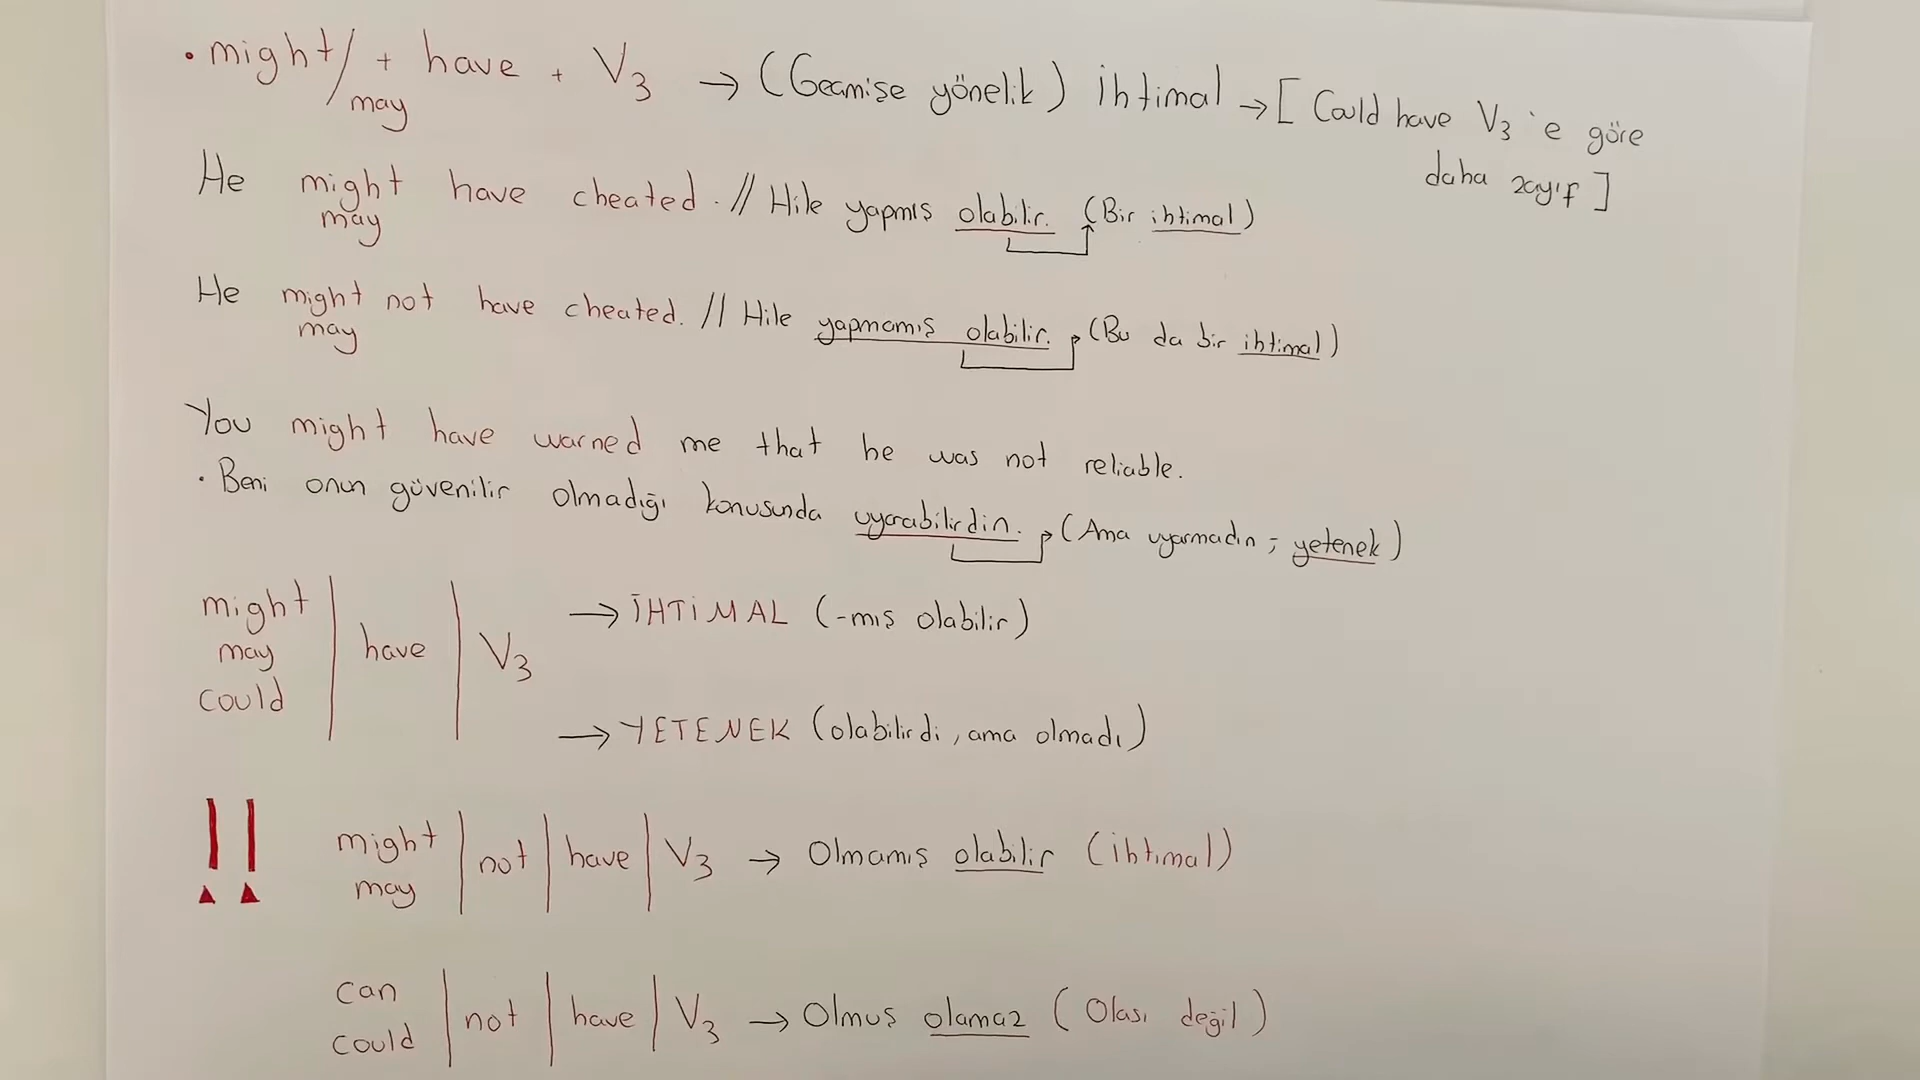 • might/may + have + V3 → (Gecmişe yönelik) ihtimal → [Could have V3'e göre
daha zayıf]
He might have cheated. // Hile yapmış olabilir. (Bir ihtimal)
may
He might not have cheated. // Hile yapmamış olabilir. (Bu da bir ihtimal)
may
You might have warned me that he was not reliable.
• Beni onun güvenilir olmadığı konusunda uyarabilirdin. (Ama uyarmadın; yetenek)
might
may
could
have
V3
→ İHTİMAL (-mış olabilir)
→ YETENEK (olabilirdi, ama olmadı)
!! might | not | have | V3 → Olmamış olabilir (ihtimal)
may
can
could | not | have | V3 → Olmuş olamaz (Olası değil)